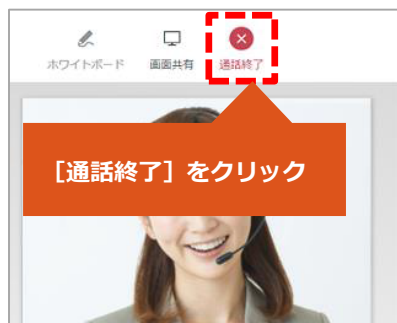 ホワイトボード
画面共有
通話終了
［通話終了］をクリック